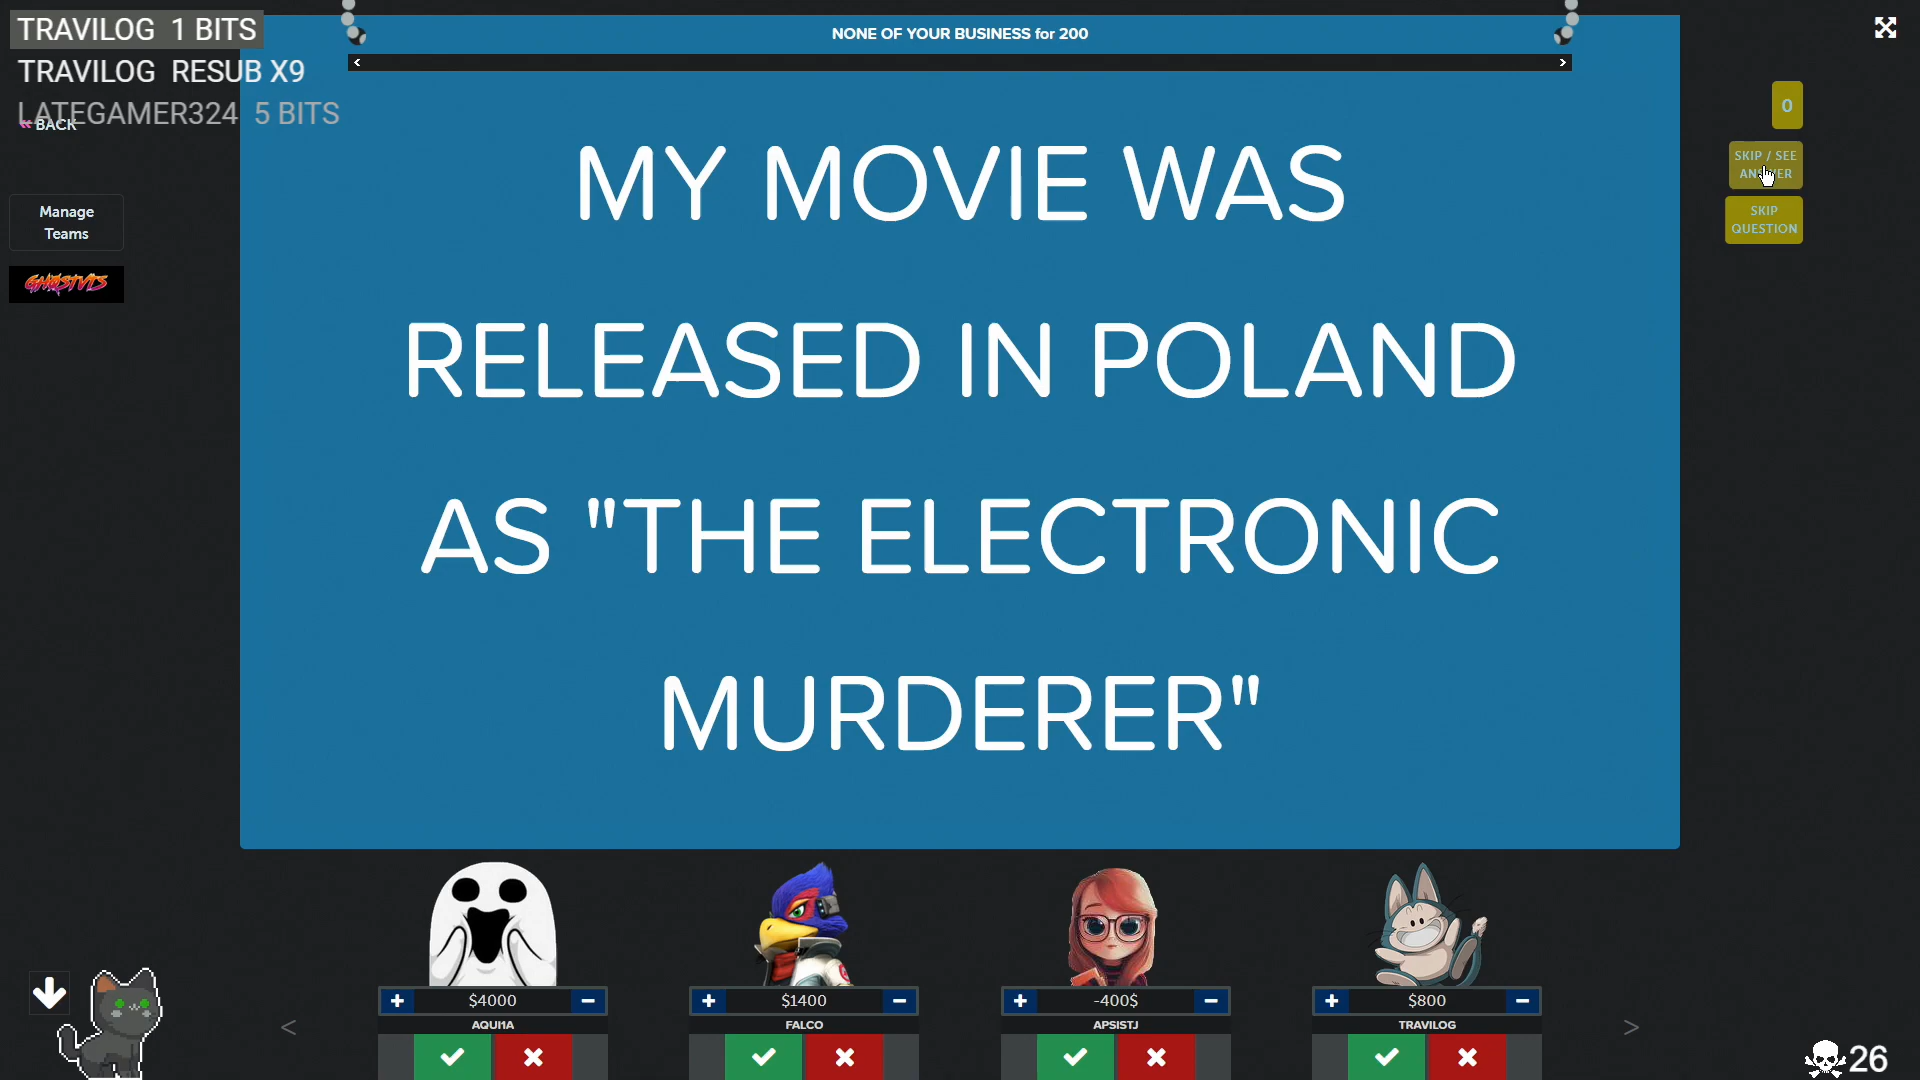 TRAVILOG 1 BITS
TRAVILOG RESUB X9
LATEGAMER324 5 BITS
« BACK
Manage
Teams
GHOSTVTS
NONE OF YOUR BUSINESS for 200
< >
MY MOVIE WAS
RELEASED IN POLAND
AS "THE ELECTRONIC
MURDERER"
0
SKIP / SEE
ANSWER
SKIP
QUESTION
+ $4000 −
AQUI1A
+ $1400 −
FALCO
+ -400$ −
APSISTJ
+ $800 −
TRAVILOG
< >
26